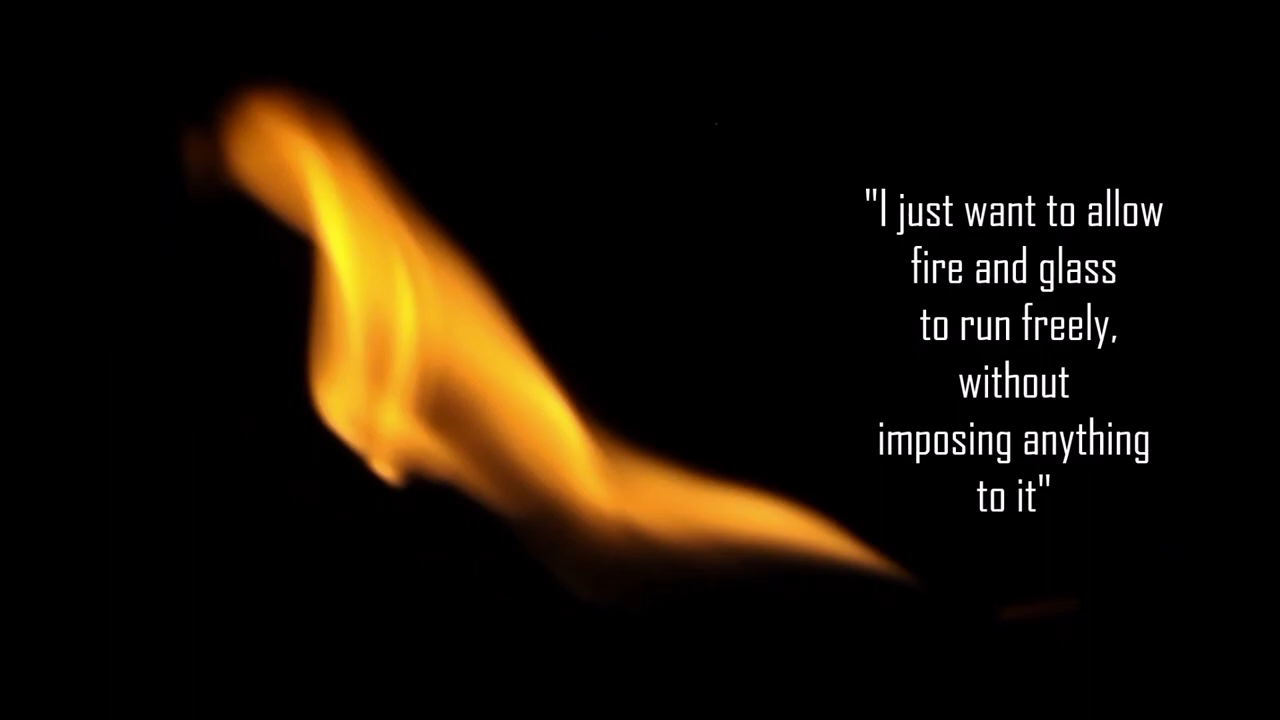 "I just want to allow
fire and glass
to run freely,
without
imposing anything
to it"